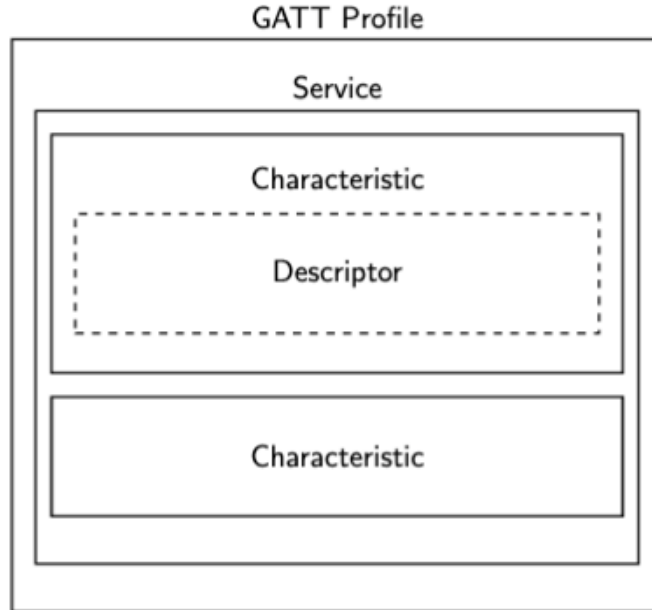 GATT Profile
Service
Characteristic
Descriptor
Characteristic